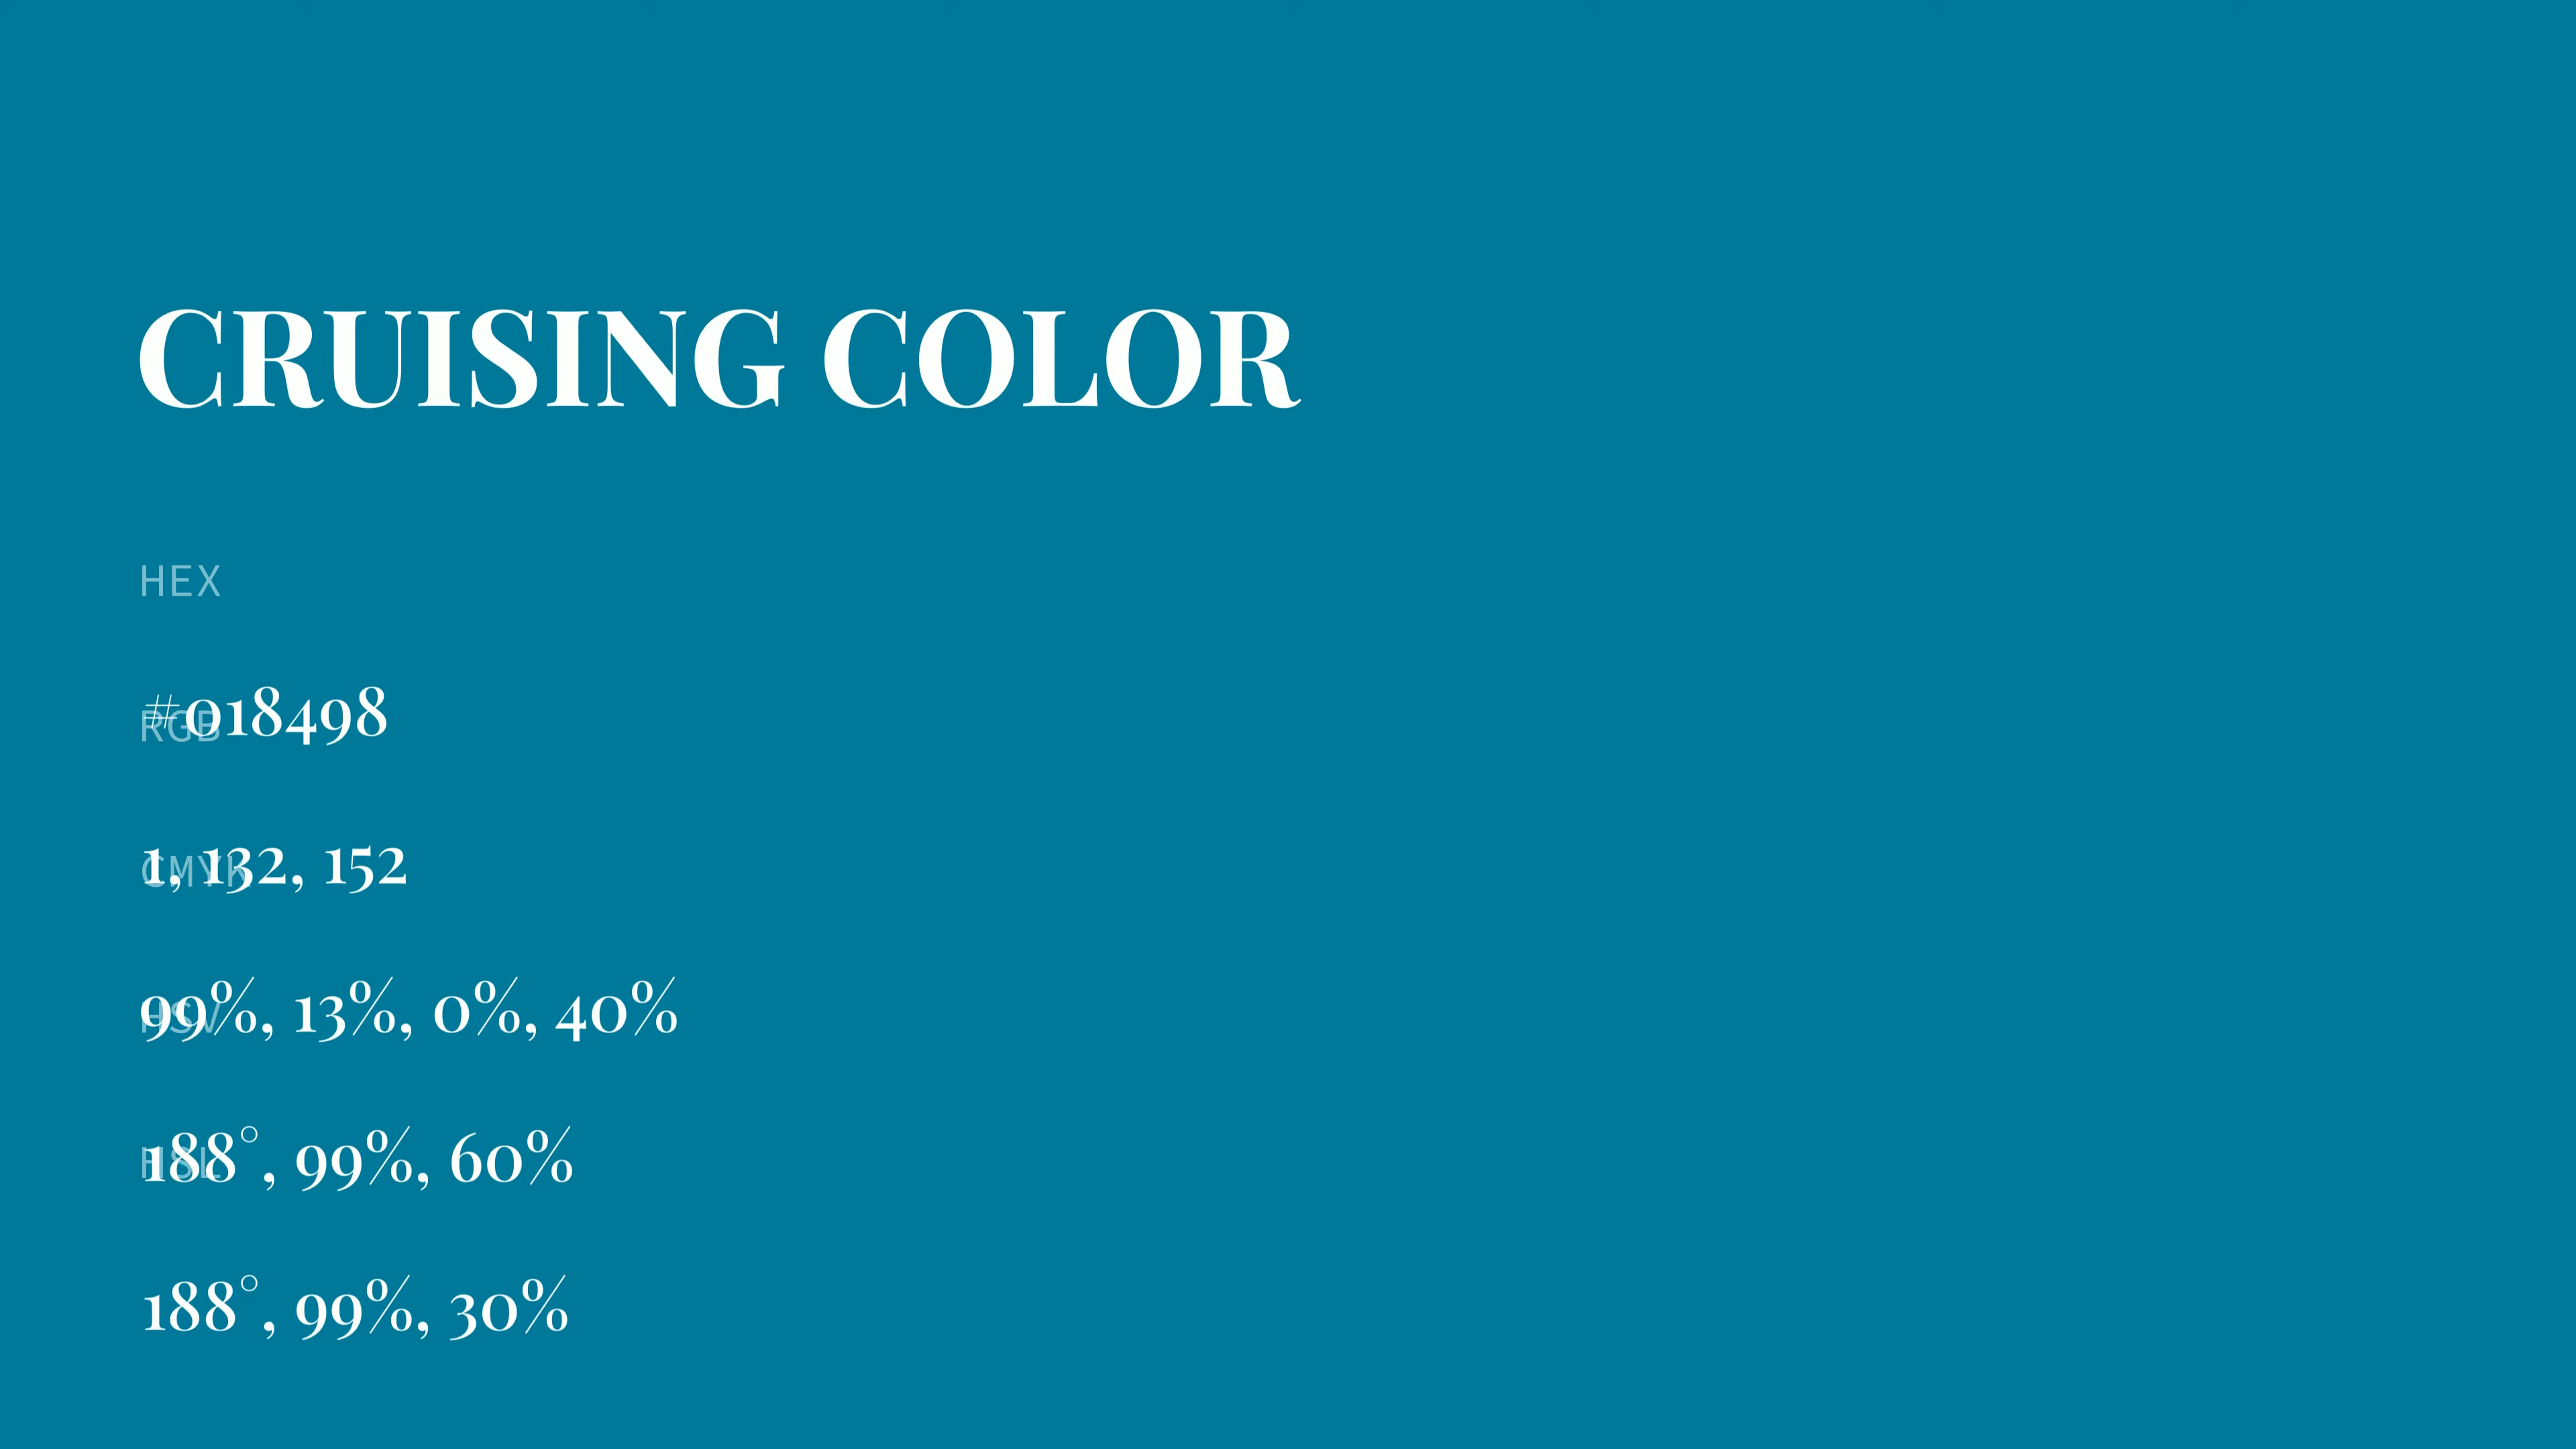 CRUISING COLOR
HEX
#018498
RGB
1, 132, 152
CMYK
99%, 13%, 0%, 40%
HSV
188°, 99%, 60%
HSL
188°, 99%, 30%